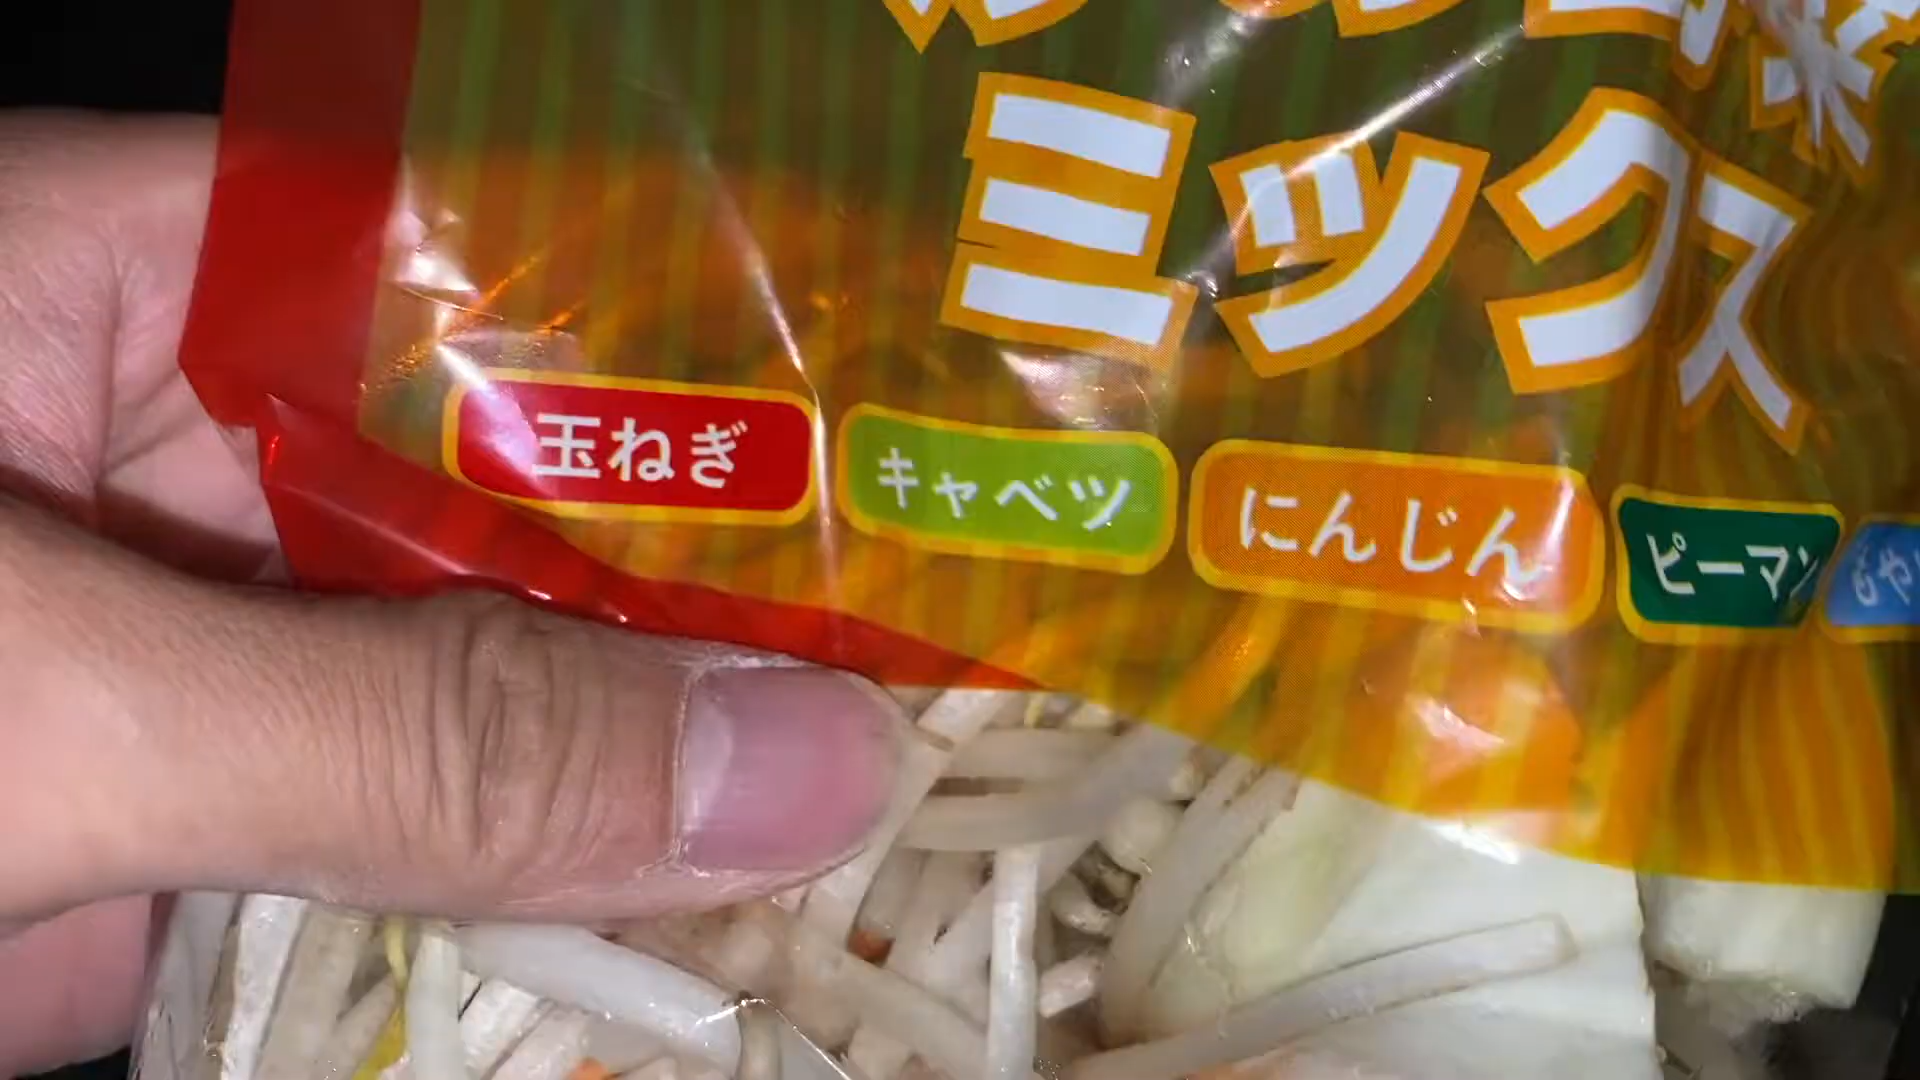 ミックス
玉ねぎ キャベツ にんじん ピーマン